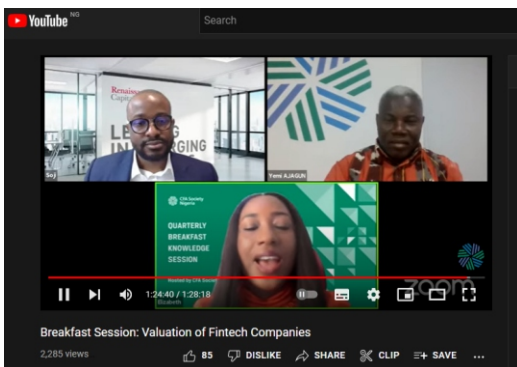 YouTube NG
Search
Renaissance
Capital
LE
IN
ERGING
Soji
Yemi AJAGUN
CFA Society
Nigeria
QUARTERLY
BREAKFAST
KNOWLEDGE
SESSION
Hosted by CFA Society
Elizabeth
zoom
1:24:40 / 1:28:18
Breakfast Session: Valuation of Fintech Companies
2,285 views
85
DISLIKE
SHARE
CLIP
SAVE
...